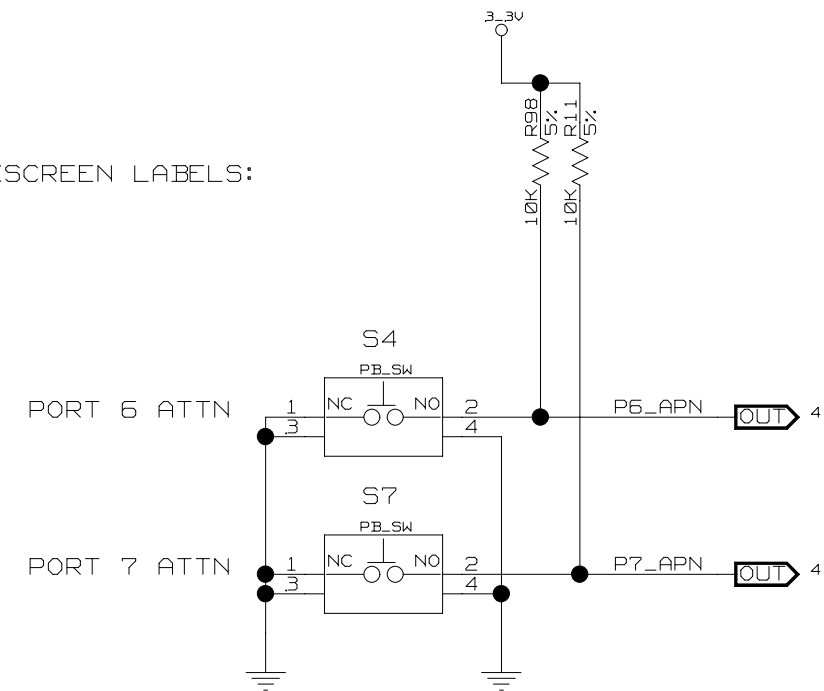 3_3V
R98
5%
R11
5%
10K
10K
SCREEN LABELS:
S4
PB_SW
PORT 6 ATTN
1
NC
NO
2
P6_APN
OUT
4
3
4
S7
PB_SW
PORT 7 ATTN
1
NC
NO
2
P7_APN
OUT
4
3
4